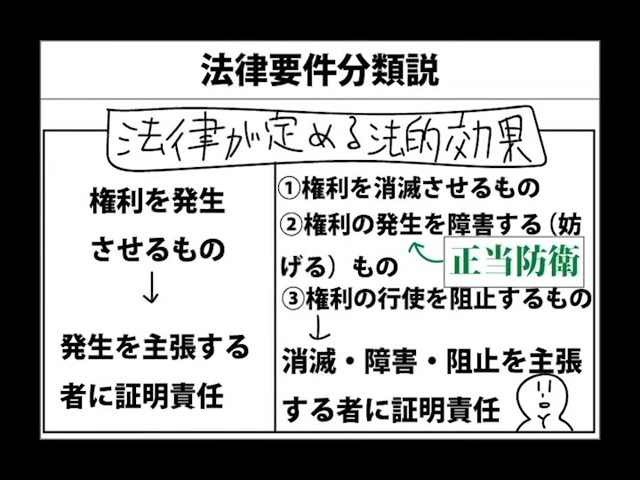 法律要件分類説
法律が定める法的効果
権利を発生
させるもの
↓
発生を主張する
者に証明責任
①権利を消滅させるもの
②権利の発生を障害する（妨
げる）もの
正当防衛
③権利の行使を阻止するもの
↓
消滅・障害・阻止を主張
する者に証明責任